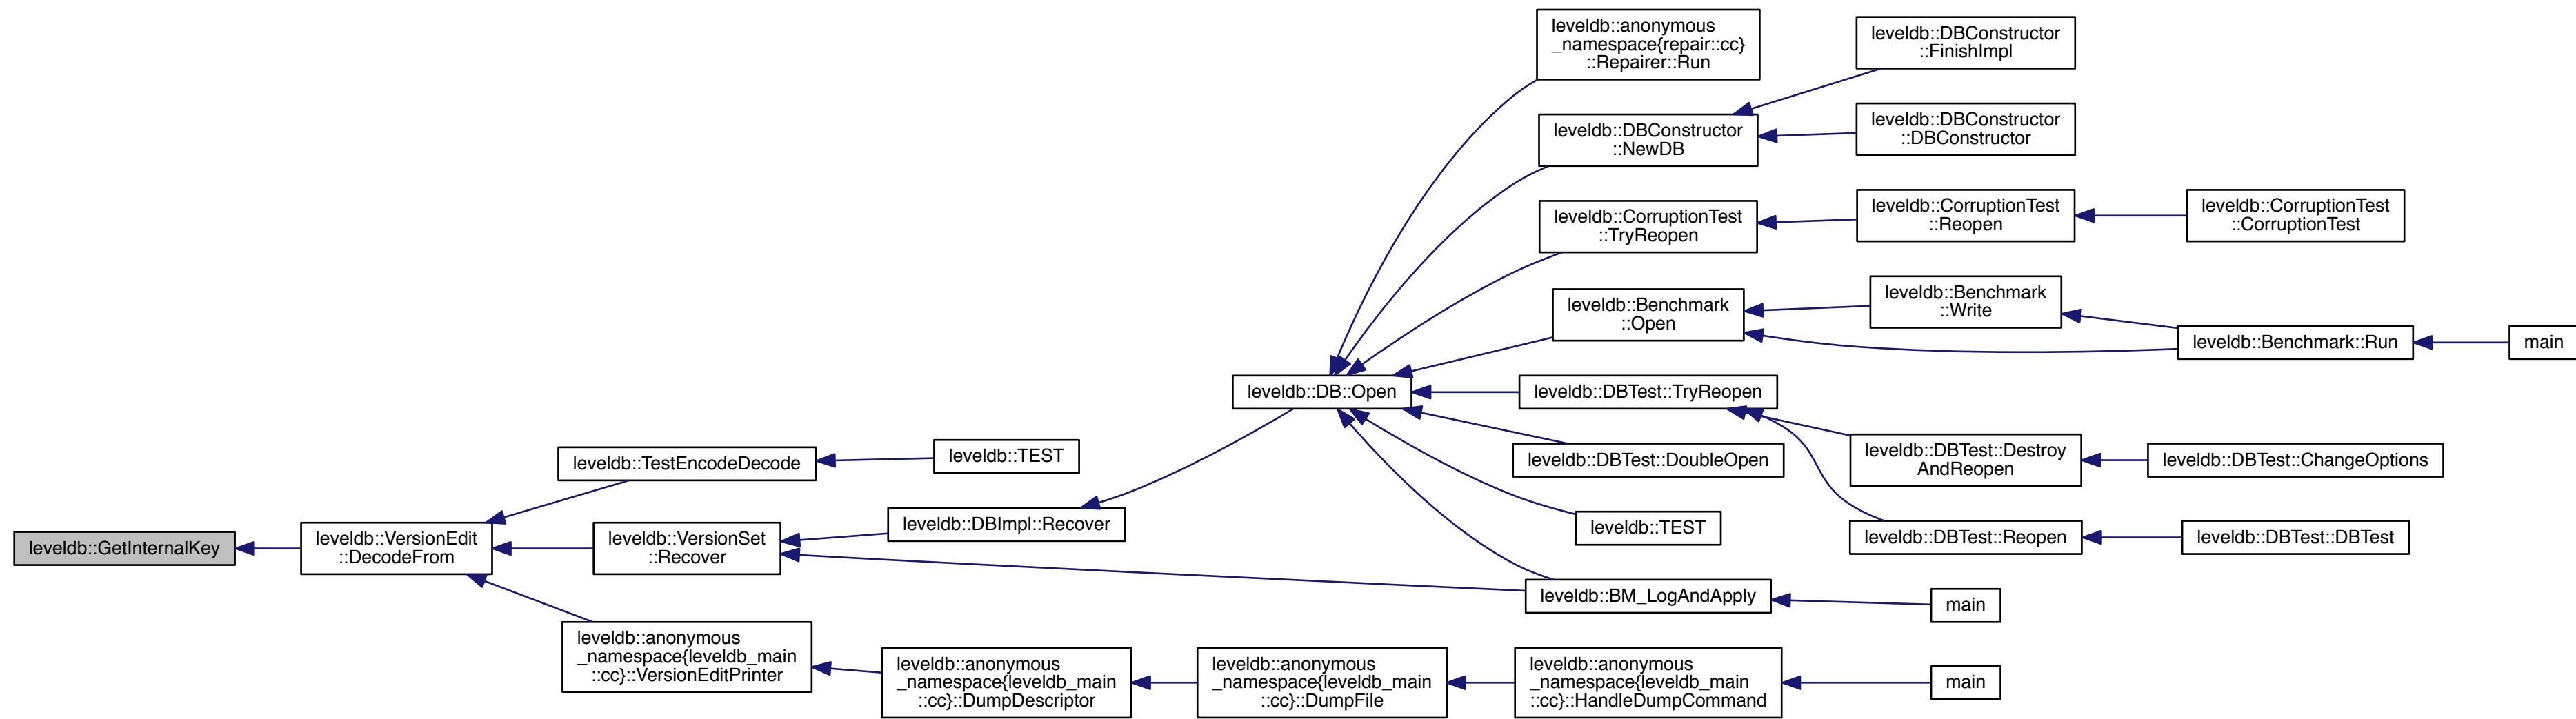 leveldb::anonymous
_namespace{repair::cc}
::Repairer::Run
leveldb::DBConstructor
::FinishImpl
leveldb::DBConstructor
::NewDB
leveldb::DBConstructor
::DBConstructor
leveldb::CorruptionTest
::TryReopen
leveldb::CorruptionTest
::Reopen
leveldb::CorruptionTest
::CorruptionTest
leveldb::Benchmark
::Open
leveldb::Benchmark
::Write
leveldb::Benchmark::Run
main
leveldb::DB::Open
leveldb::DBTest::TryReopen
leveldb::DBTest::DoubleOpen
leveldb::DBTest::Destroy
AndReopen
leveldb::DBTest::ChangeOptions
leveldb::TestEncodeDecode
leveldb::TEST
leveldb::TEST
leveldb::DBTest::Reopen
leveldb::DBTest::DBTest
leveldb::GetInternalKey
leveldb::VersionEdit
::DecodeFrom
leveldb::VersionSet
::Recover
leveldb::DBImpl::Recover
leveldb::BM_LogAndApply
main
leveldb::anonymous
_namespace{leveldb_main
::cc}::VersionEditPrinter
leveldb::anonymous
_namespace{leveldb_main
::cc}::DumpDescriptor
leveldb::anonymous
_namespace{leveldb_main
::cc}::DumpFile
leveldb::anonymous
_namespace{leveldb_main
::cc}::HandleDumpCommand
main